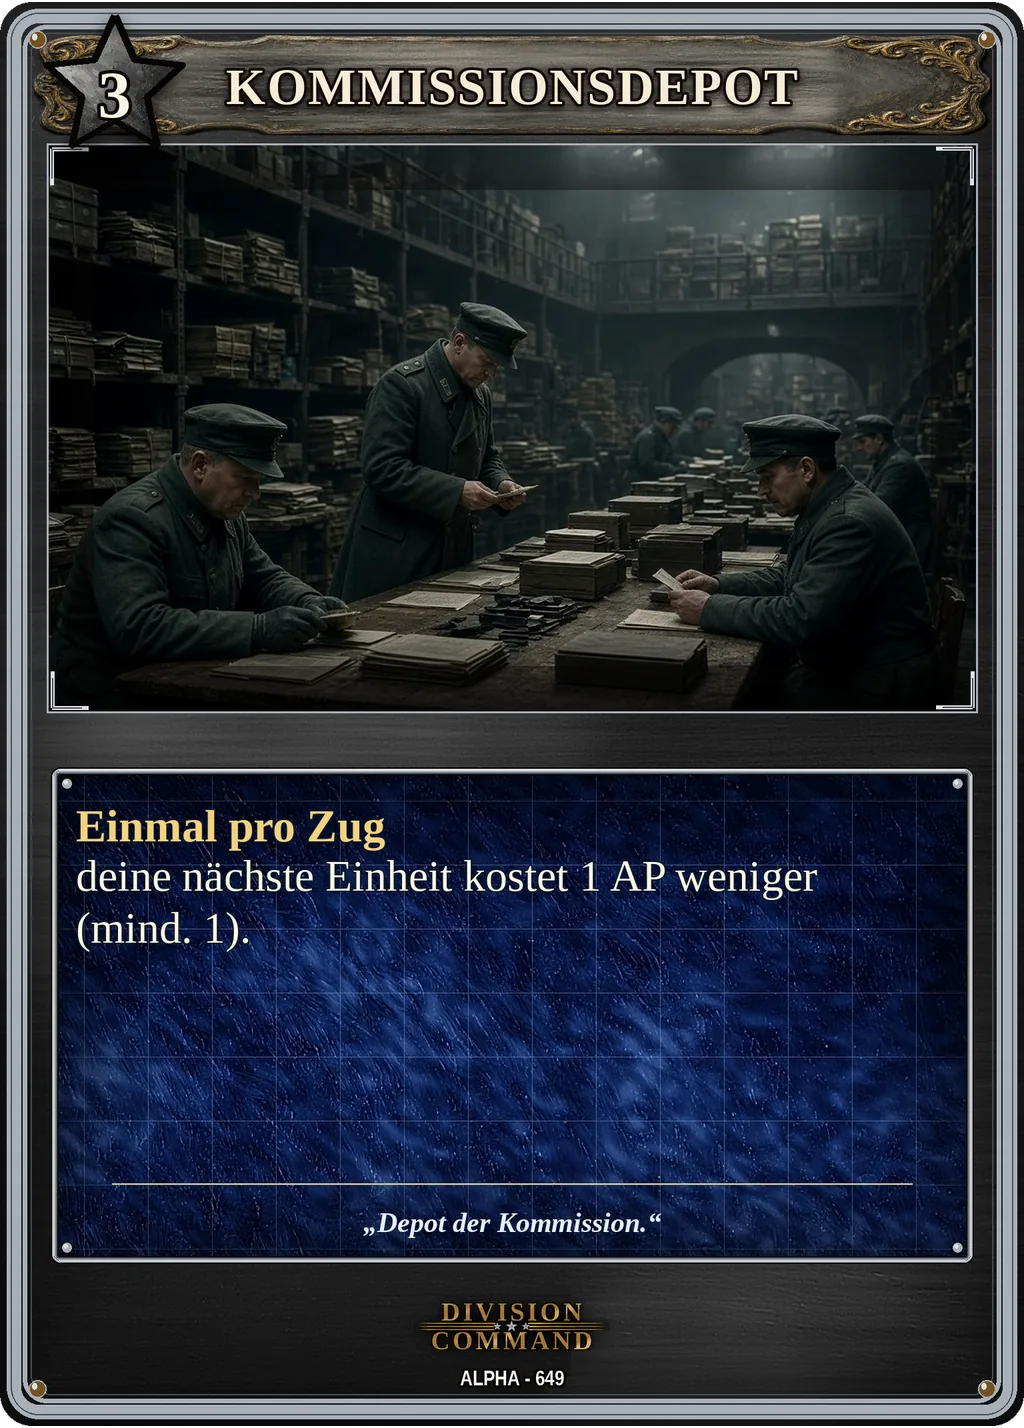 3
KOMMISSIONSDEPOT
Einmal pro Zug
deine nächste Einheit kostet 1 AP weniger
(mind. 1).
„Depot der Kommission.“
DIVISION
COMMAND
ALPHA - 649